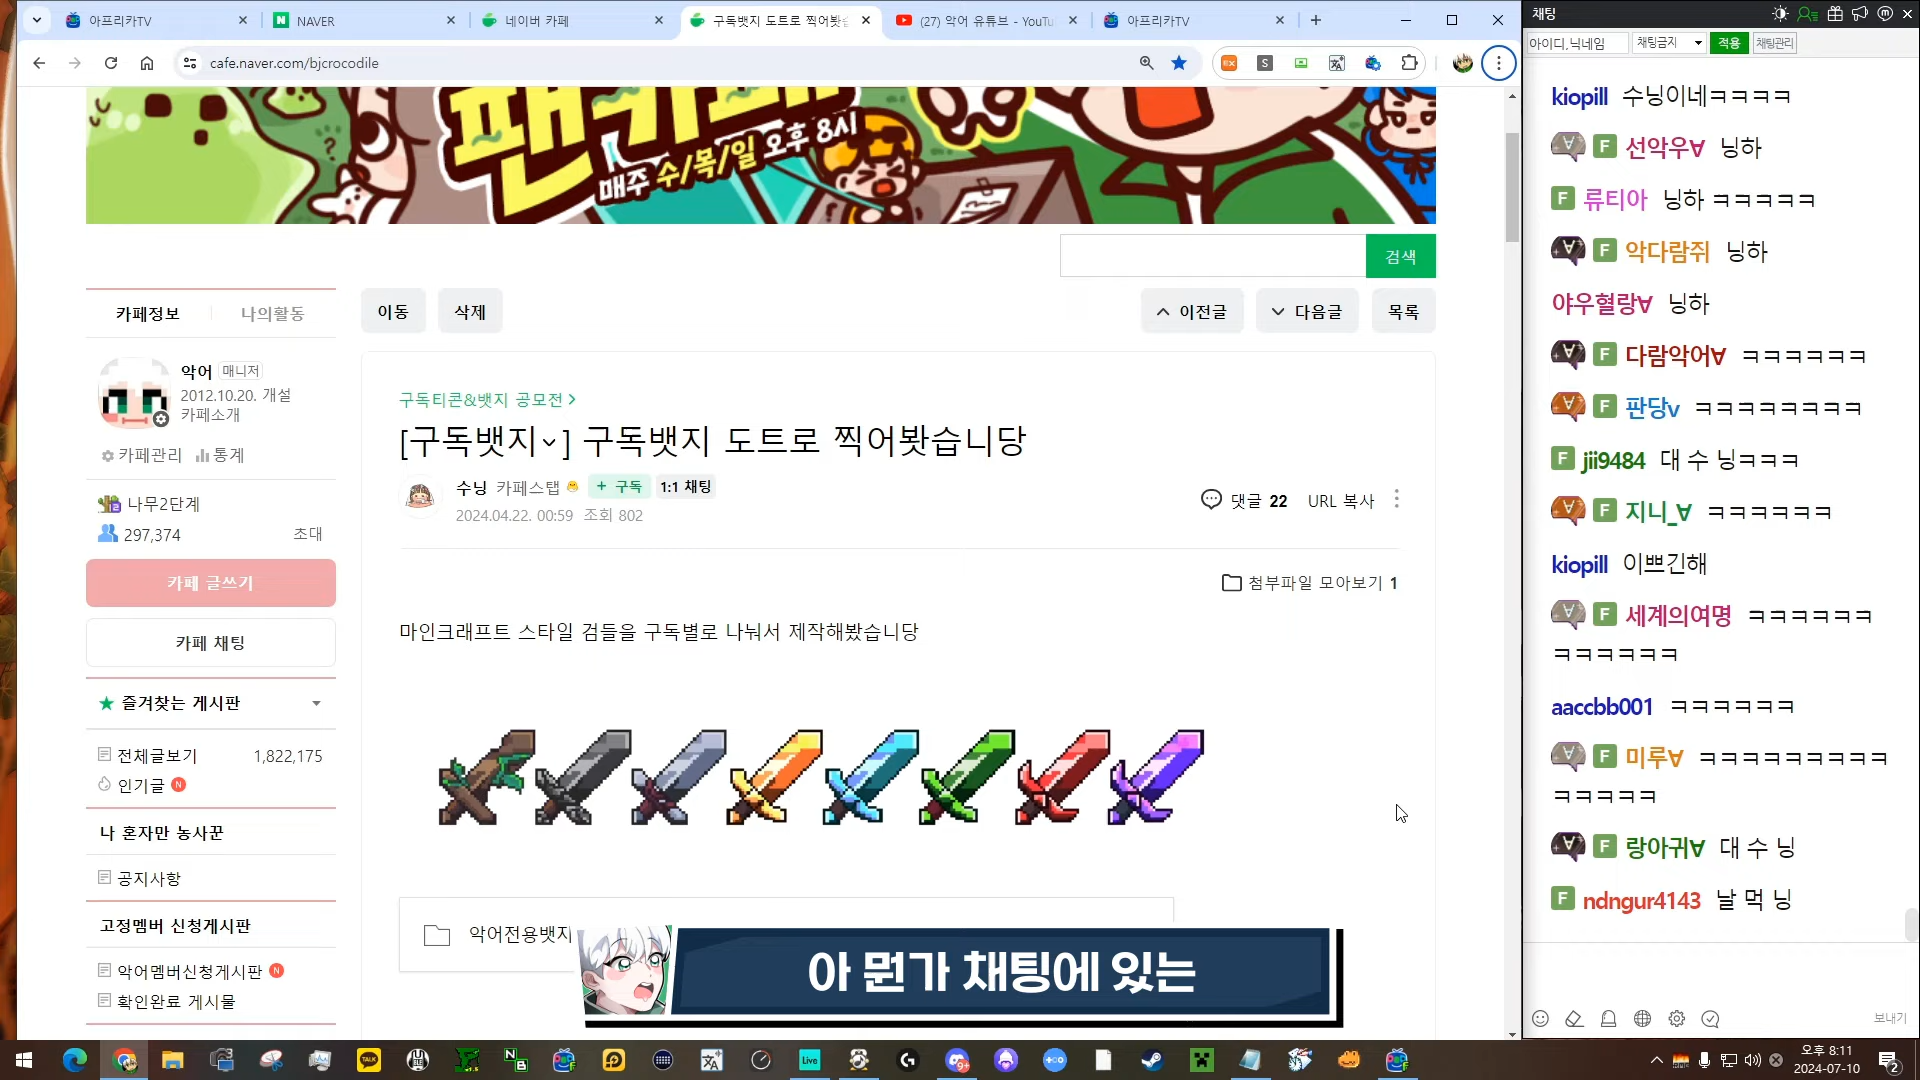 아프리카TV
NAVER
네이버 카페
구독뱃지 도트로 찍어봤습
(27) 악어 유튜브 - YouTu
아프리카TV
cafe.naver.com/bjcrocodile
팬카페
매주 수/목/일 오후 8시
검색
카페정보
나의활동
이동
삭제
이전글
다음글
목록
악어 매니저
2012.10.20. 개설
카페소개
카페관리
통계
나무2단계
297,374
초대
카페 글쓰기
카페 채팅
즐겨찾는 게시판
전체글보기
1,822,175
인기글 N
나 혼자만 농사꾼
공지사항
고정멤버 신청게시판
악어멤버신청게시판 N
확인완료 게시물
구독티콘&뱃지 공모전 >
[구독뱃지] 구독뱃지 도트로 찍어봣습니당
수닝 카페스탭 + 구독 1:1 채팅
2024.04.22. 00:59 조회 802
댓글 22 URL 복사
첨부파일 모아보기 1
마인크래프트 스타일 검들을 구독별로 나눠서 제작해봤습니당
악어전용뱃지
아 뭔가 채팅에 있는
채팅
아이디,닉네임
채팅금지
적용
채팅관리
kiopill 수닝이네ㅋㅋㅋㅋ
F 선악우∀ 닝하
F 류티아 닝하 ㅋㅋㅋㅋㅋ
F 악다람쥐 닝하
야우혈랑∀ 닝하
F 다람악어∀ ㅋㅋㅋㅋㅋㅋ
F 판당v ㅋㅋㅋㅋㅋㅋㅋㅋ
F jii9484 대 수 닝ㅋㅋㅋ
F 지니_∀ ㅋㅋㅋㅋㅋㅋ
kiopill 이쁘긴해
F 세계의여명 ㅋㅋㅋㅋㅋㅋ
ㅋㅋㅋㅋㅋㅋ
aaccbb001 ㅋㅋㅋㅋㅋㅋ
F 미루∀ ㅋㅋㅋㅋㅋㅋㅋㅋㅋ
ㅋㅋㅋㅋㅋ
F 랑아귀∀ 대 수 닝
F ndngur4143 날 먹 닝
보내기
TALK
Live
오후 8:11
2024-07-10
2